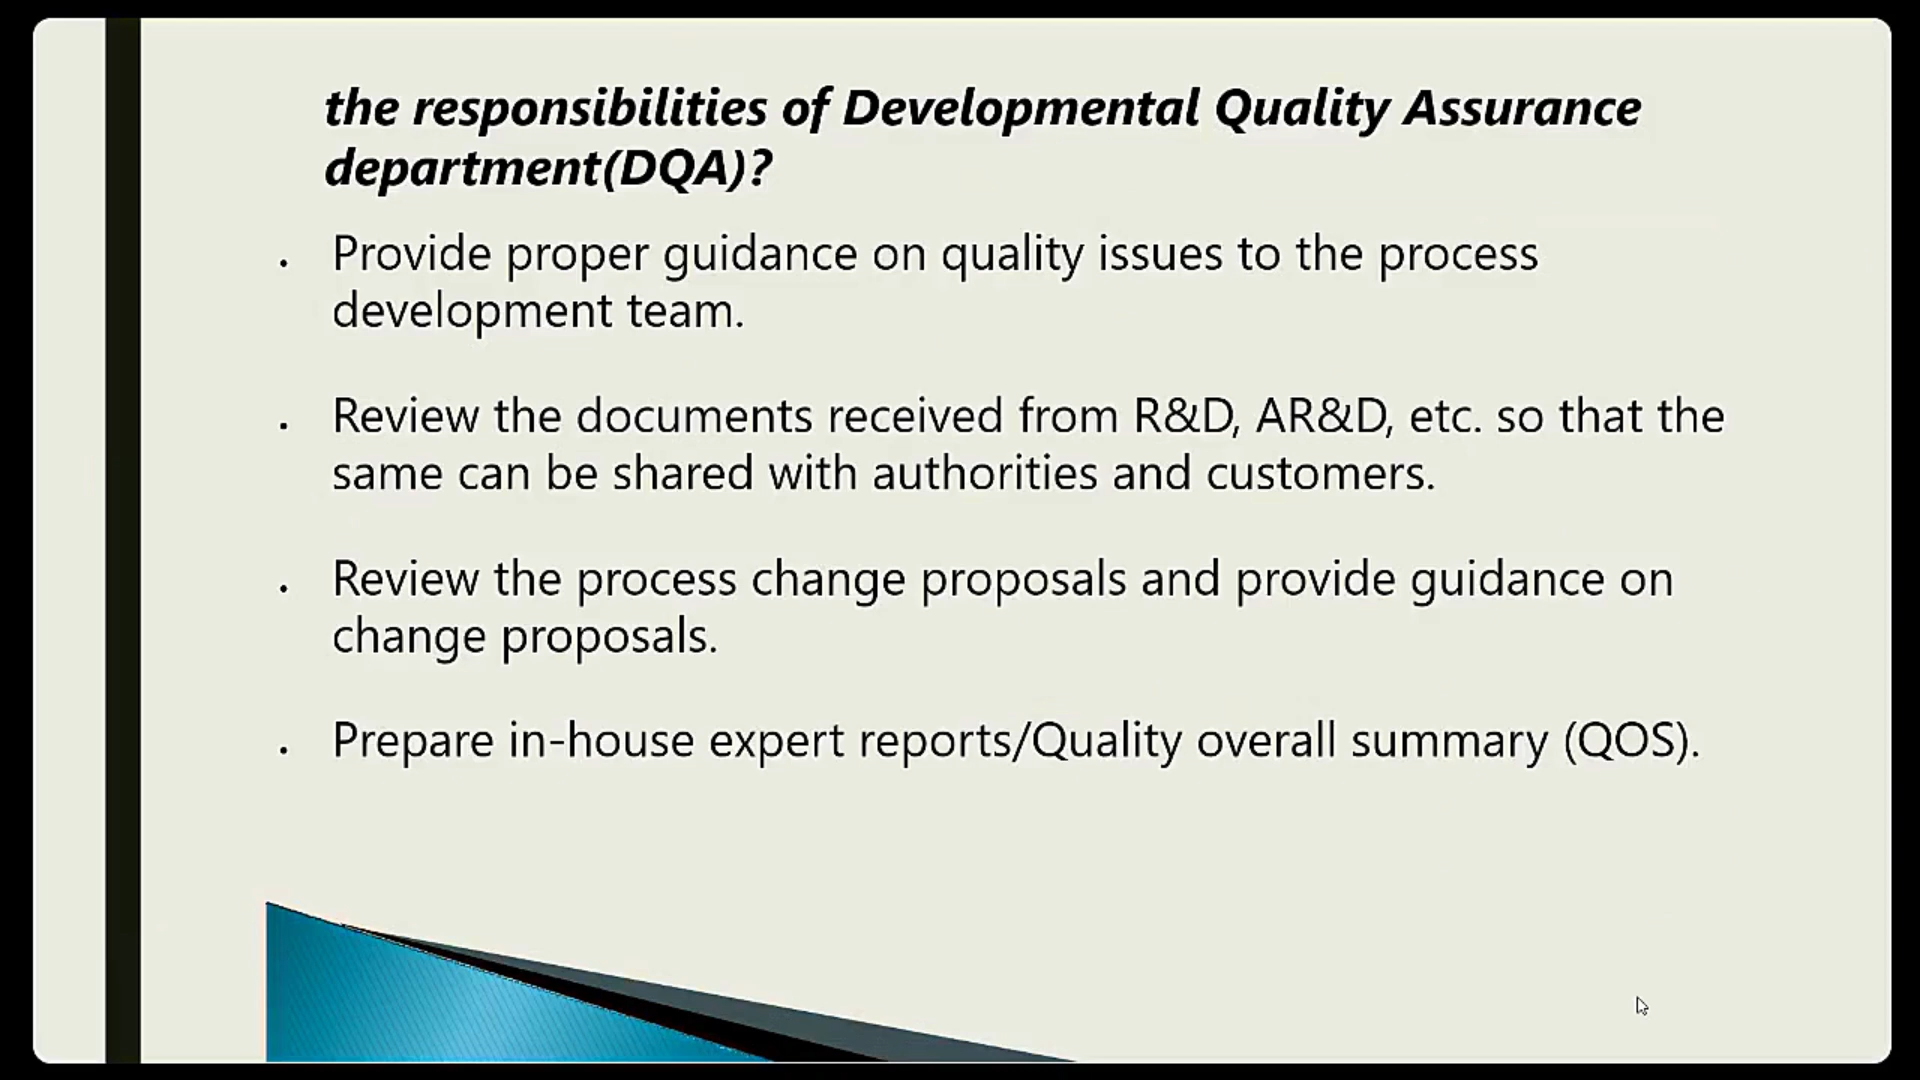 the responsibilities of Developmental Quality Assurance
department(DQA)?
• Provide proper guidance on quality issues to the process
development team.
• Review the documents received from R&D, AR&D, etc. so that the
same can be shared with authorities and customers.
• Review the process change proposals and provide guidance on
change proposals.
• Prepare in-house expert reports/Quality overall summary (QOS).